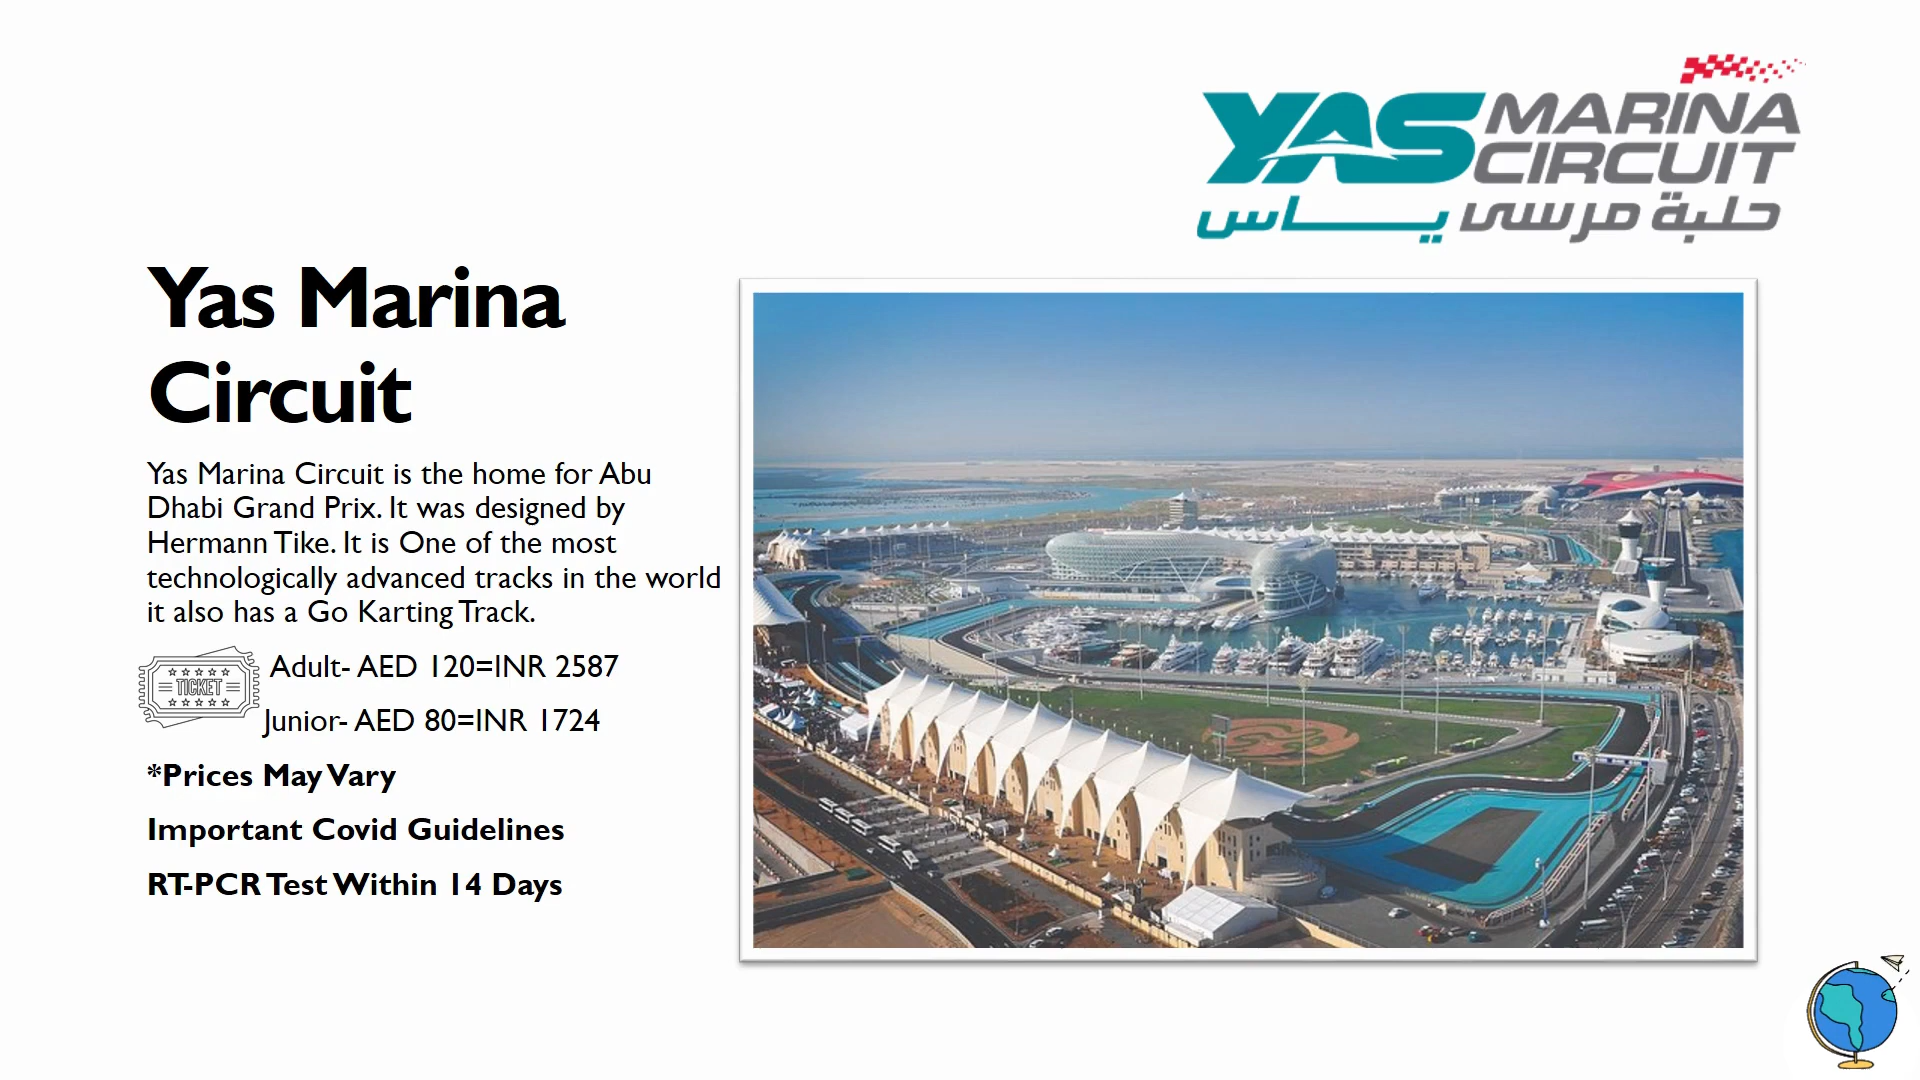 YAS MARINA
CIRCUIT
حلبة مرسى ياس
Yas Marina
Circuit
Yas Marina Circuit is the home for Abu
Dhabi Grand Prix. It was designed by
Hermann Tike. It is One of the most
technologically advanced tracks in the world
it also has a Go Karting Track.
TICKET
Adult- AED 120=INR 2587
Junior- AED 80=INR 1724
*Prices May Vary
Important Covid Guidelines
RT-PCR Test Within 14 Days